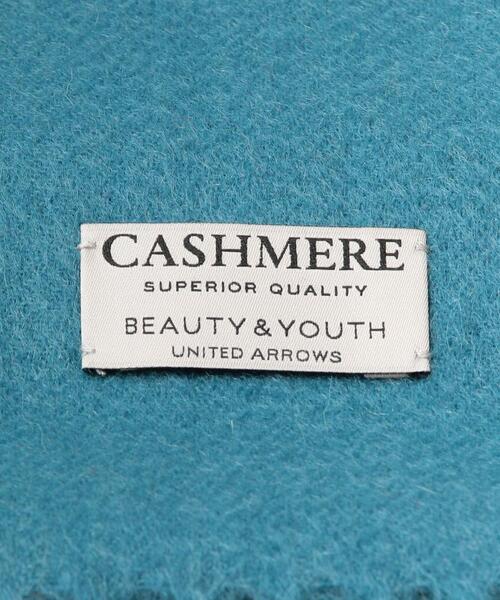 CASHMERE
SUPERIOR QUALITY
BEAUTY & YOUTH
UNITED ARROWS